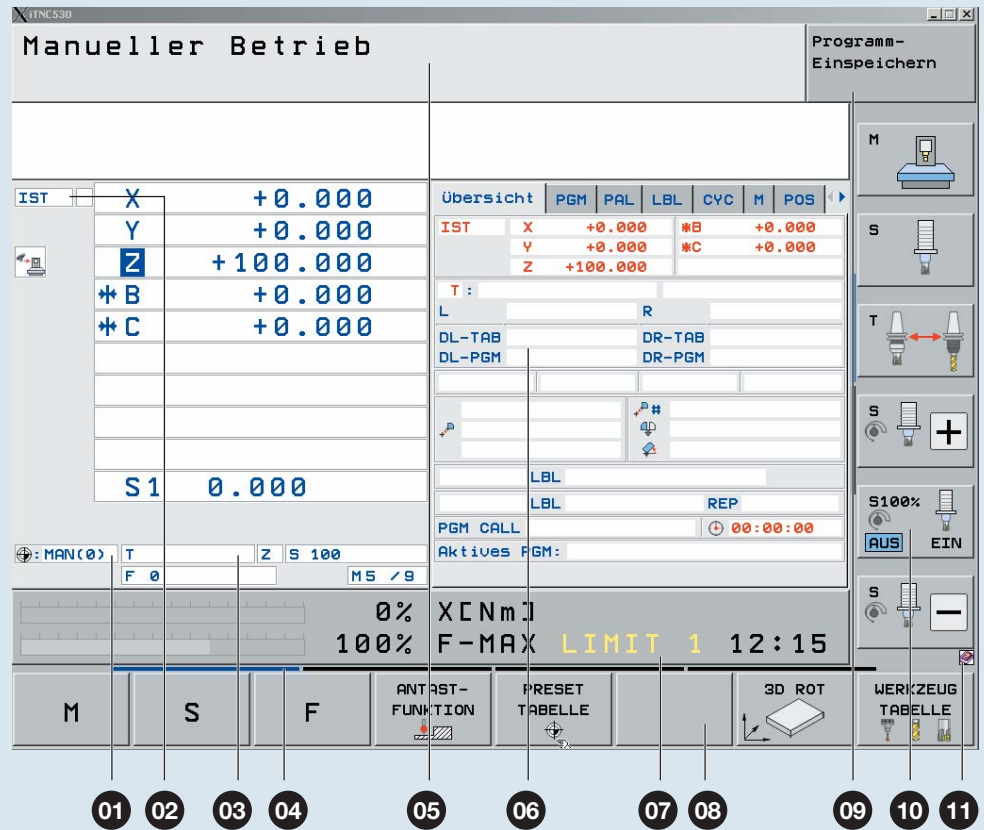 iTNC530
Manueller Betrieb
Programm-
Einspeichern
M
IST X +0.000
Y +0.000
Z +100.000
B +0.000
C +0.000
S1 0.000
:MAN(0) T Z S 100
F 0 M5 /9
Übersicht PGM PAL LBL CYC M POS
IST X +0.000 *B +0.000
Y +0.000 *C +0.000
Z +100.000
T :
L R
DL-TAB DR-TAB
DL-PGM DR-PGM
#
LBL
LBL REP
PGM CALL 00:00:00
Aktives PGM:
S
T
S
+
S100%
AUS EIN
S
-
0% X[Nm]
100% F-MAX LIMIT 1 12:15
M S F
ANTAST-
FUNKTION
PRESET
TABELLE
3D ROT
WERKZEUG
TABELLE
01 02 03 04 05 06 07 08 09 10 11